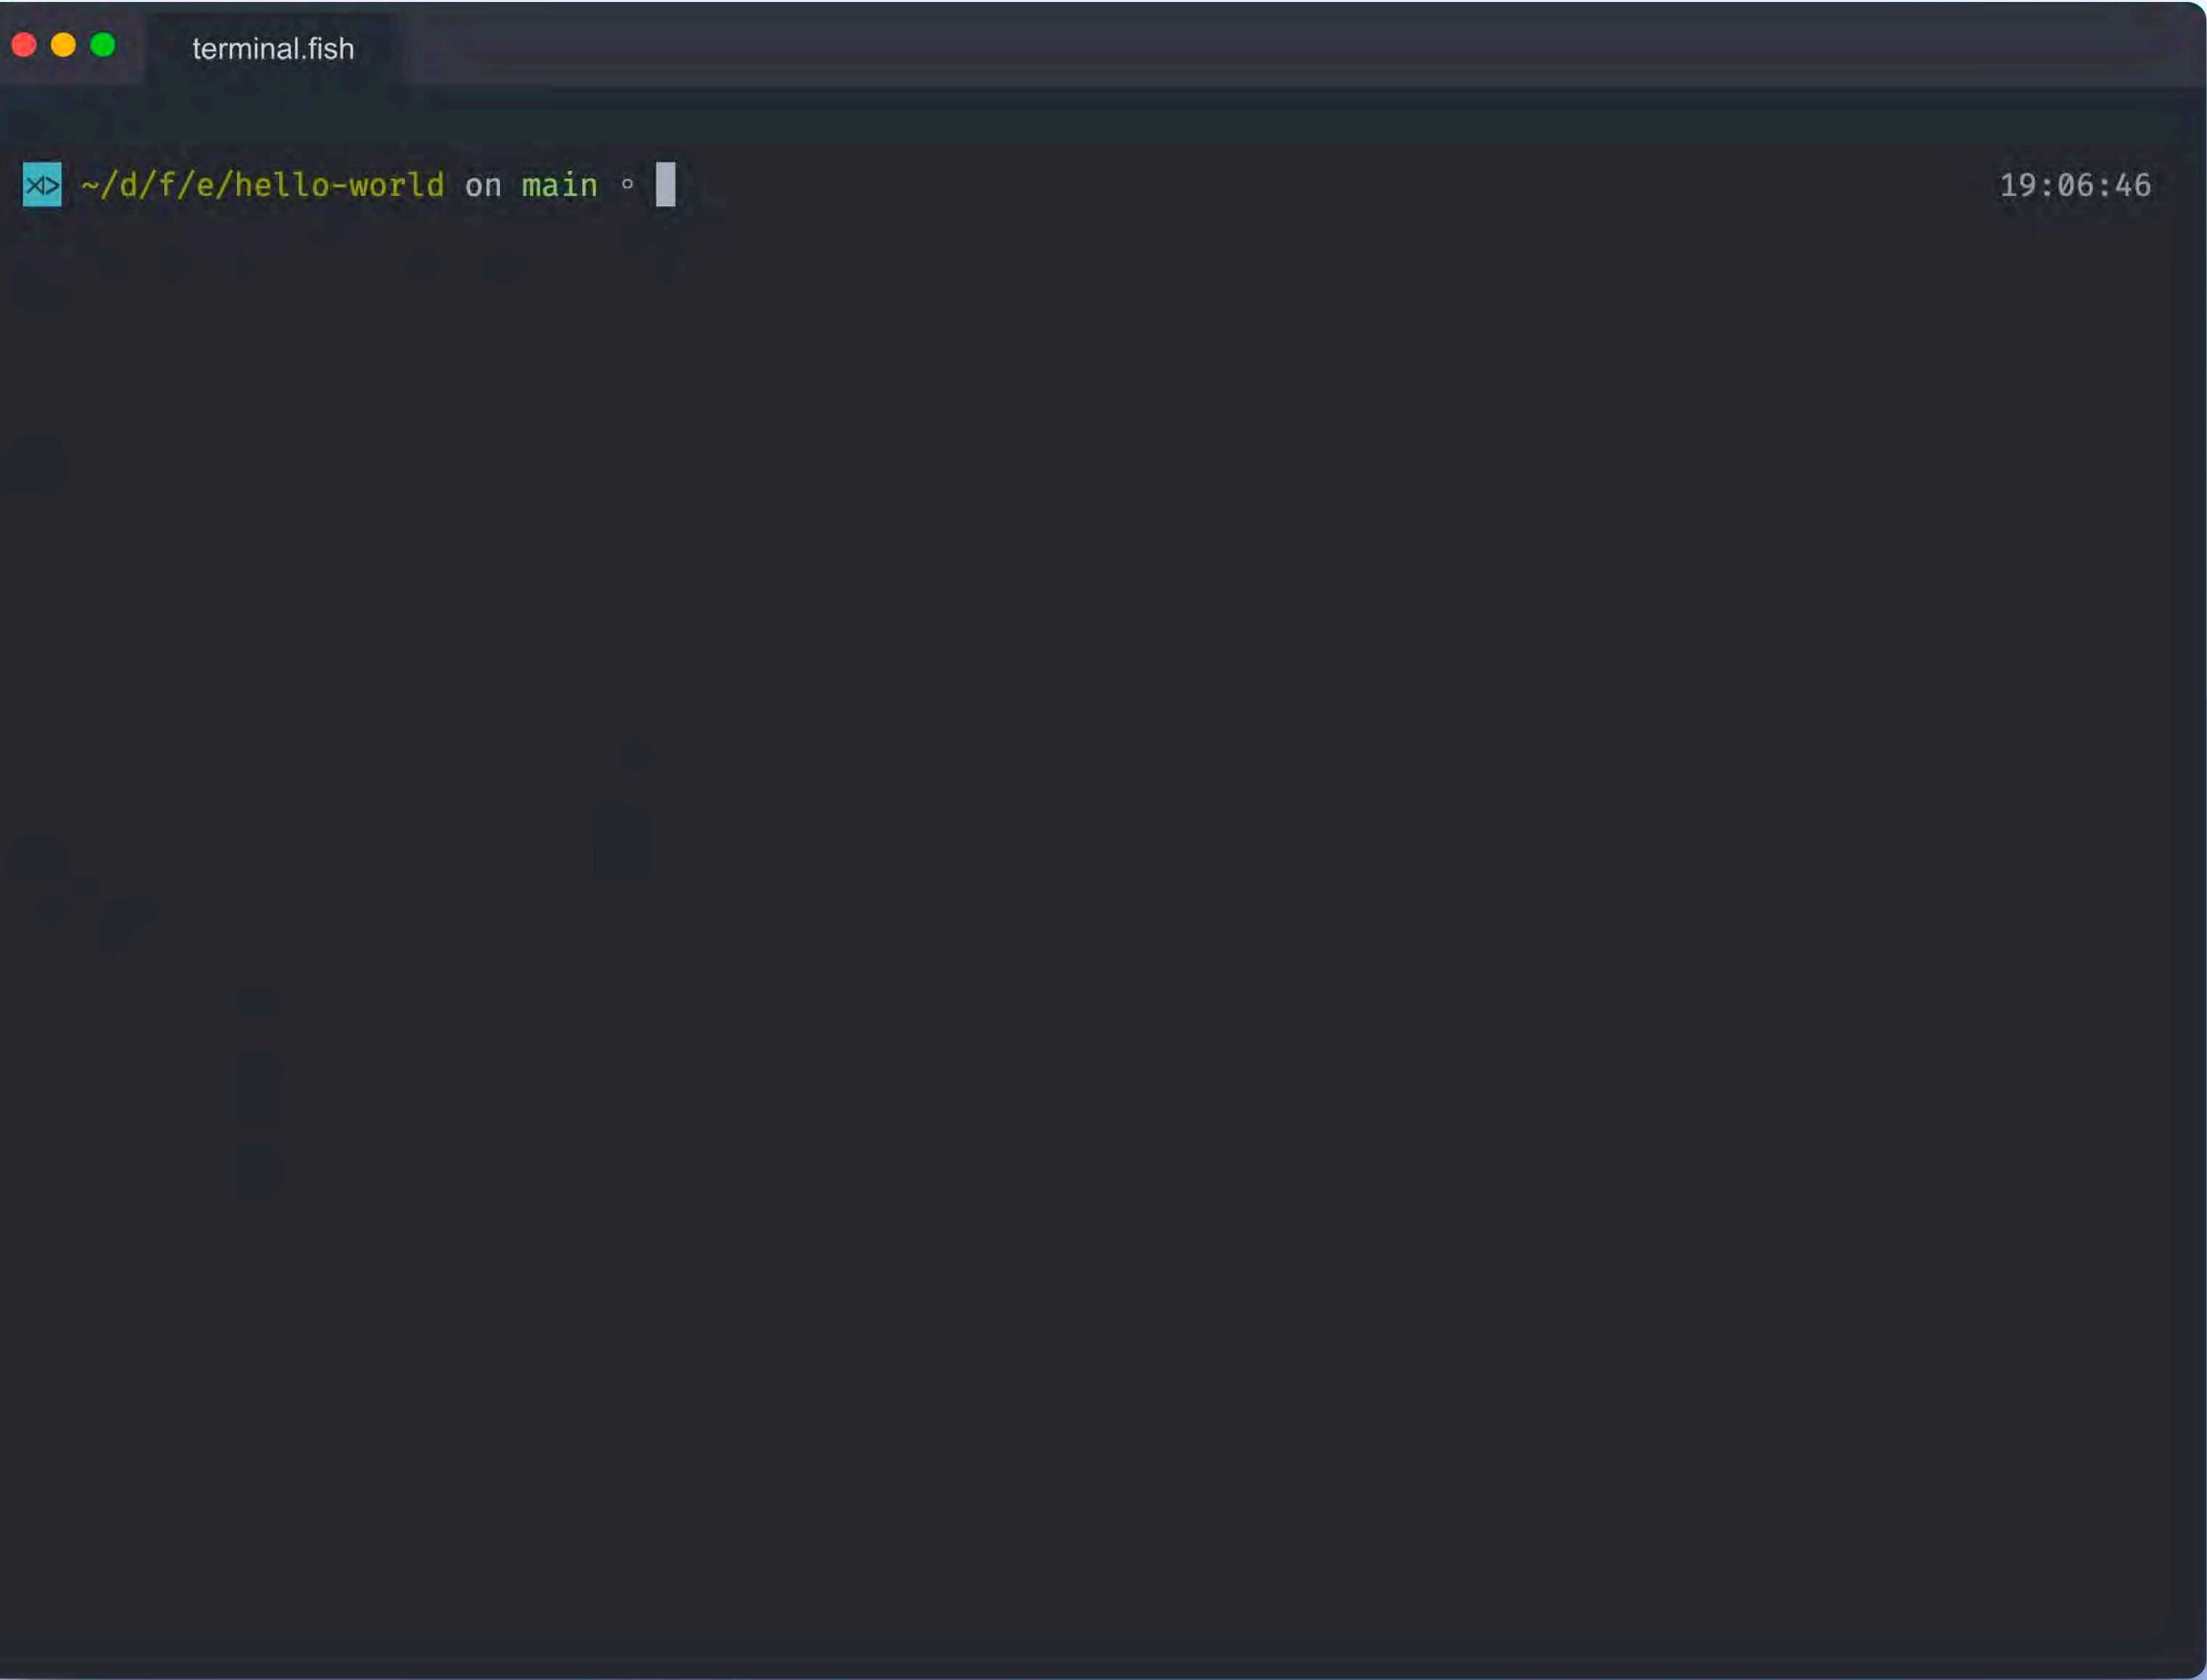 terminal.fish
⋊> ~/d/f/e/hello-world on main ◦ 19:06:46